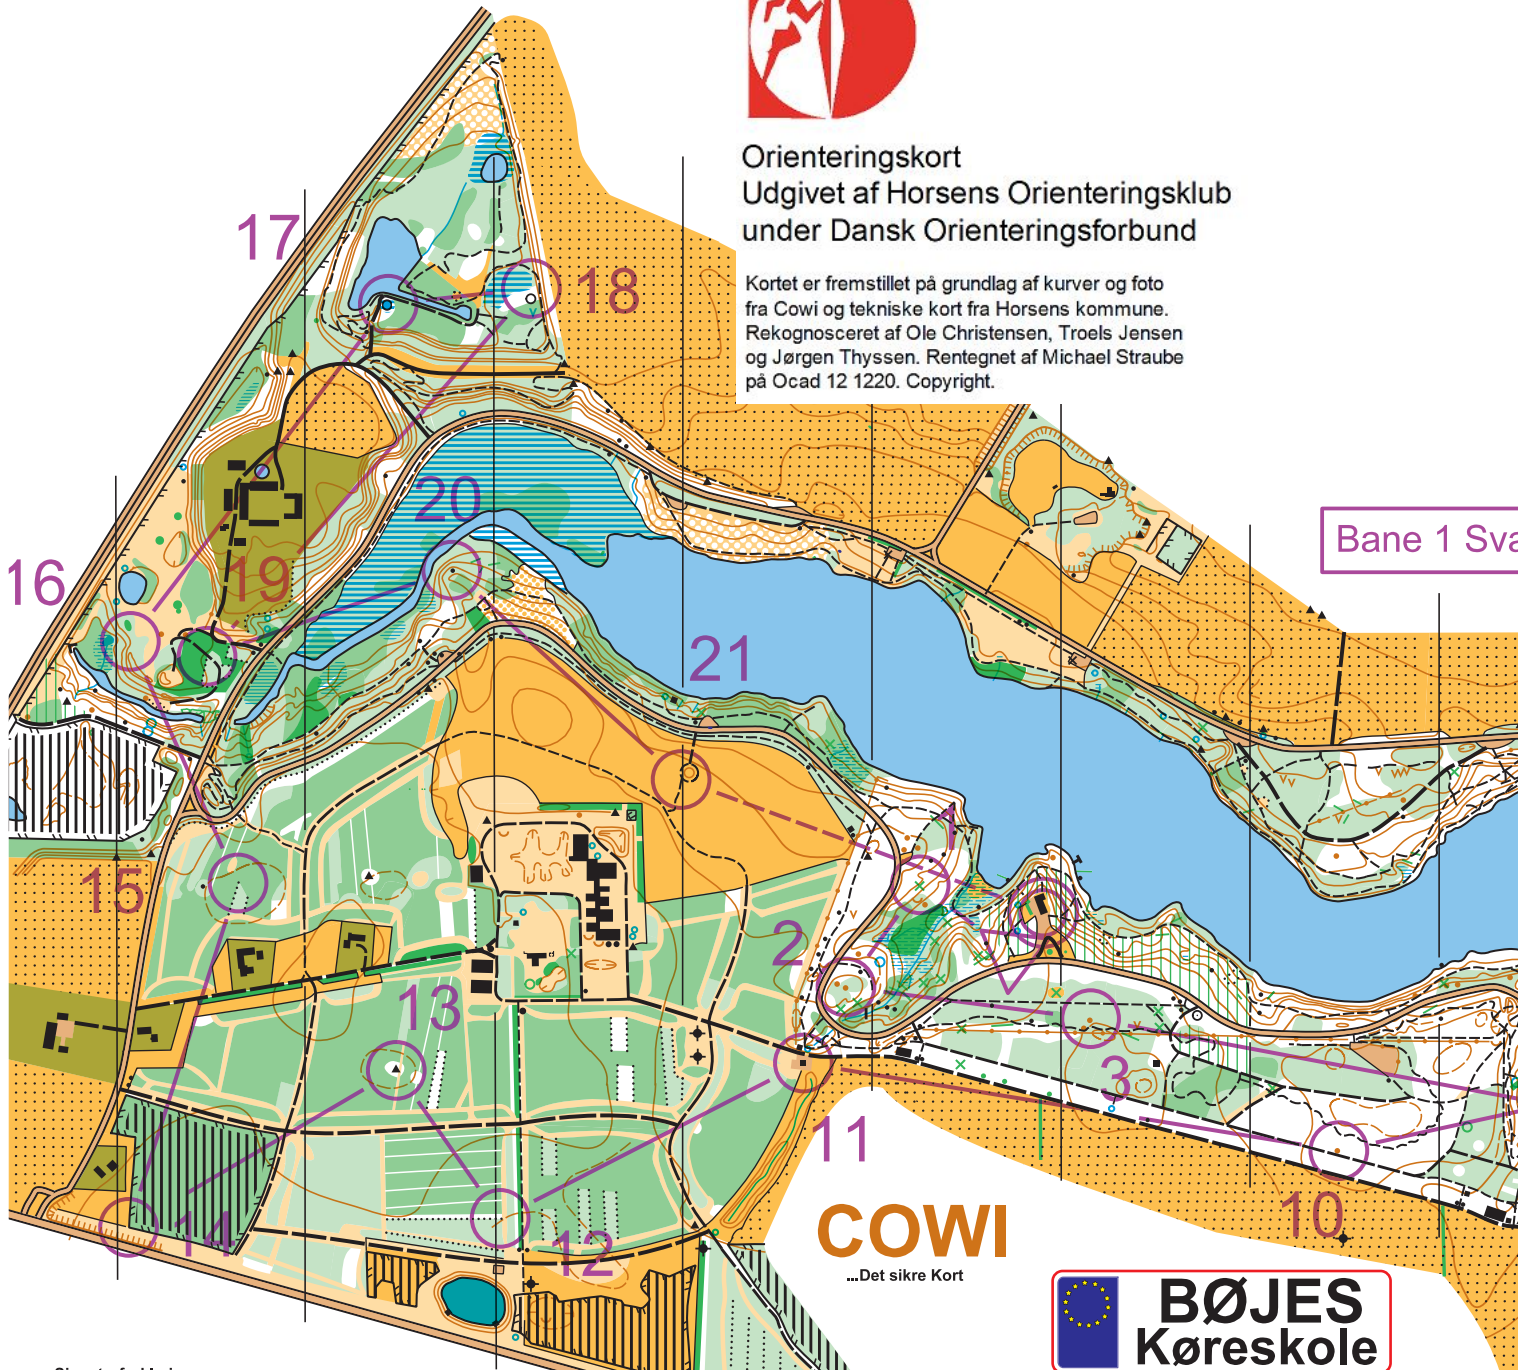 Orienteringskort
Udgivet af Horsens Orienteringsklub
under Dansk Orienteringsforbund
Kortet er fremstillet på grundlag af kurver og foto
fra Cowi og tekniske kort fra Horsens kommune.
Rekognosceret af Ole Christensen, Troels Jensen
og Jørgen Thyssen. Rentegnet af Michael Straube
på Ocad 12 1220. Copyright.
17
18
20
Bane 1 Sva
16
19
21
1
15
2
13
3
11
10
14
12
COWI
...Det sikre Kort
BØJES
Køreskole